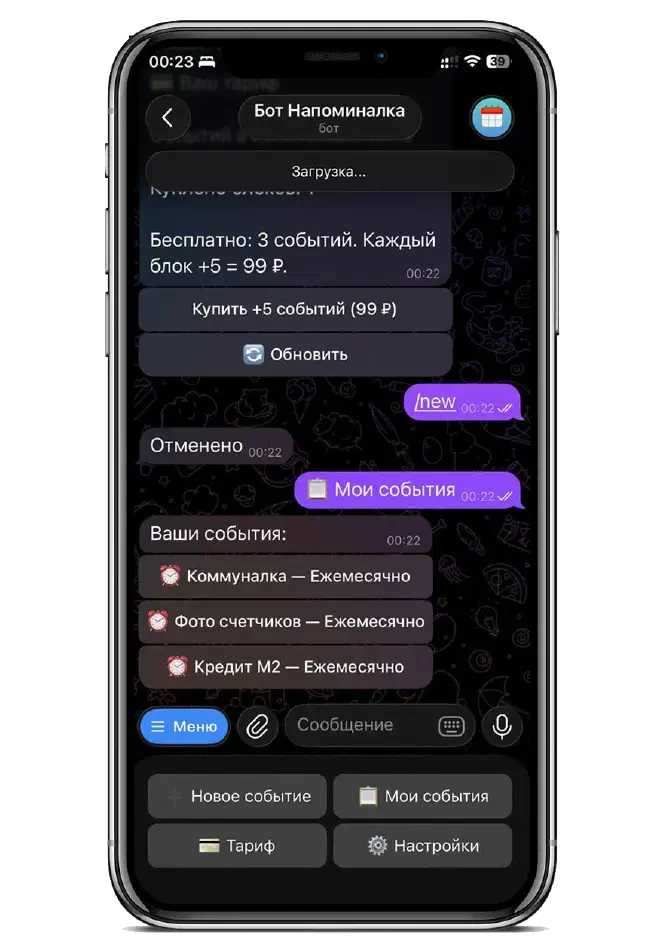 00:23
39
Ваш тариф
Бот Напоминалка
бот
Загрузка...
Бесплатно: 3 событий. Каждый
блок +5 = 99 ₽.
00:22
Купить +5 событий (99 ₽)
Обновить
/new 00:22
Отменено 00:22
Мои события 00:22
Ваши события:
00:22
Коммуналка — Ежемесячно
Фото счетчиков — Ежемесячно
Кредит М2 — Ежемесячно
Меню
Сообщение
Новое событие
Мои события
Тариф
Настройки